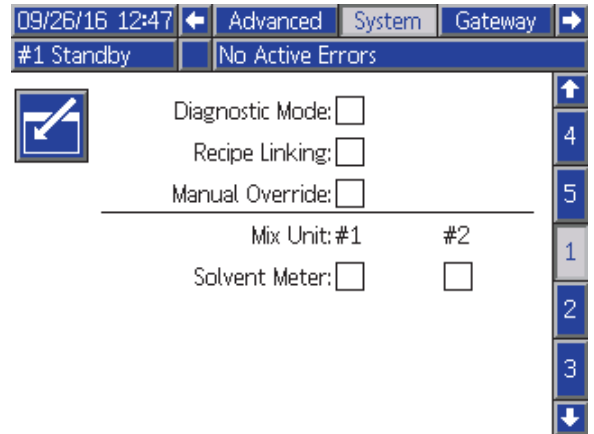 09/26/16 12:47 Advanced System Gateway
#1 Standby No Active Errors
Diagnostic Mode:
4
Recipe Linking:
Manual Override:
5
Mix Unit: #1 #2
1
Solvent Meter:
2
3